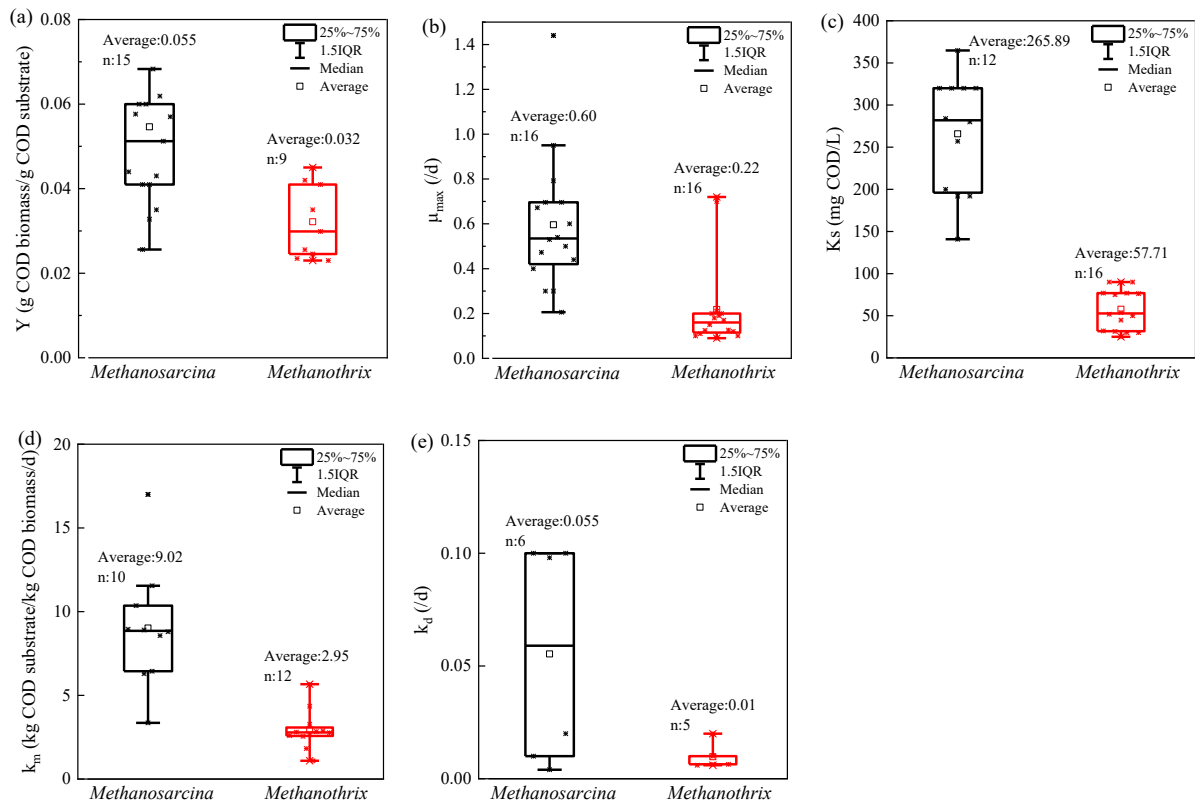 (a)
Y (g COD biomass/g COD substrate)
0.08
0.06
0.04
0.02
0.00
Average:0.055
n:15
Average:0.032
n:9
25%~75%
1.5IQR
Median
Average
Methanosarcina
Methanothrix
(b)
μmax (/d)
1.4
1.2
1.0
0.8
0.6
0.4
0.2
0.0
Average:0.60
n:16
Average:0.22
n:16
25%~75%
1.5IQR
Median
Average
Methanosarcina
Methanothrix
(c)
Ks (mg COD/L)
400
350
300
250
200
150
100
50
0
Average:265.89
n:12
Average:57.71
n:16
25%~75%
1.5IQR
Median
Average
Methanosarcina
Methanothrix
(d)
km (kg COD substrate/kg COD biomass/d)
20
15
10
5
0
Average:9.02
n:10
Average:2.95
n:12
25%~75%
1.5IQR
Median
Average
Methanosarcina
Methanothrix
(e)
kd (/d)
0.15
0.10
0.05
0.00
Average:0.055
n:6
Average:0.01
n:5
25%~75%
1.5IQR
Median
Average
Methanosarcina
Methanothrix